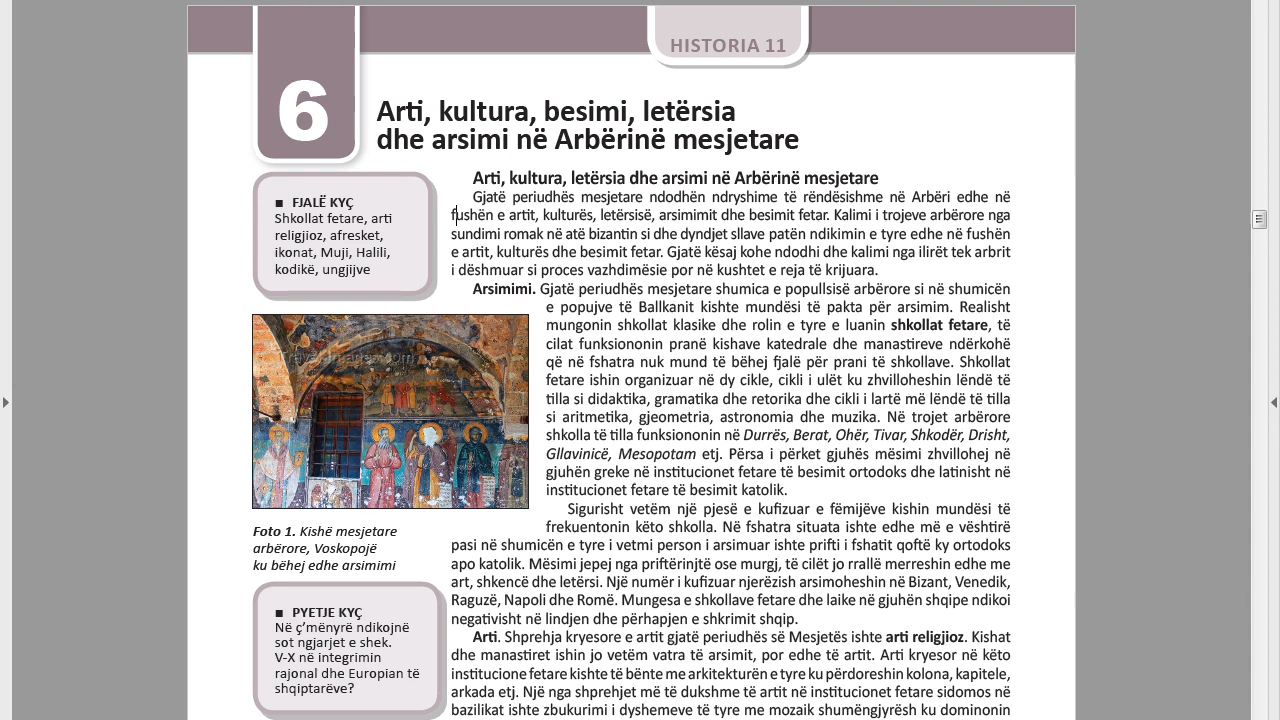 HISTORIA 11
6
Arti, kultura, besimi, letërsia
dhe arsimi në Arbërinë mesjetare
■ FJALË KYÇ
Shkollat fetare, arti
religjioz, afresket,
ikonat, Muji, Halili,
kodikë, ungjijve
Foto 1. Kishë mesjetare
arbërore, Voskopojë
ku bëhej edhe arsimimi
■ PYETJE KYÇ
Në ç’mënyrë ndikojnë
sot ngjarjet e shek.
V-X në integrimin
rajonal dhe Europian të
shqiptarëve?
Arti, kultura, letërsia dhe arsimi në Arbërinë mesjetare
Gjatë periudhës mesjetare ndodhën ndryshime të rëndësishme në Arbëri edhe në
fushën e artit, kulturës, letërsisë, arsimimit dhe besimit fetar. Kalimi i trojeve arbërore nga
sundimi romak në atë bizantin si dhe dyndjet sllave patën ndikimin e tyre edhe në fushën
e artit, kulturës dhe besimit fetar. Gjatë kësaj kohe ndodhi dhe kalimi nga ilirët tek arbrit
i dëshmuar si proces vazhdimësie por në kushtet e reja të krijuara.
Arsimimi. Gjatë periudhës mesjetare shumica e popullsisë arbërore si në shumicën
e popujve të Ballkanit kishte mundësi të pakta për arsimim. Realisht
mungonin shkollat klasike dhe rolin e tyre e luanin shkollat fetare, të
cilat funksiononin pranë kishave katedrale dhe manastireve ndërkohë
që në fshatra nuk mund të bëhej fjalë për prani të shkollave. Shkollat
fetare ishin organizuar në dy cikle, cikli i ulët ku zhvilloheshin lëndë të
tilla si didaktika, gramatika dhe retorika dhe cikli i lartë më lëndë të tilla
si aritmetika, gjeometria, astronomia dhe muzika. Në trojet arbërore
shkolla të tilla funksiononin në Durrës, Berat, Ohër, Tivar, Shkodër, Drisht,
Gllavinicë, Mesopotam etj. Përsa i përket gjuhës mësimi zhvillohej në
gjuhën greke në institucionet fetare të besimit ortodoks dhe latinisht në
institucionet fetare të besimit katolik.
Sigurisht vetëm një pjesë e kufizuar e fëmijëve kishin mundësi të
frekuentonin këto shkolla. Në fshatra situata ishte edhe më e vështirë
pasi në shumicën e tyre i vetmi person i arsimuar ishte prifti i fshatit qoftë ky ortodoks
apo katolik. Mësimi jepej nga priftërinjtë ose murgj, të cilët jo rrallë merreshin edhe me
art, shkencë dhe letërsi. Një numër i kufizuar njerëzish arsimoheshin në Bizant, Venedik,
Raguzë, Napoli dhe Romë. Mungesa e shkollave fetare dhe laike në gjuhën shqipe ndikoi
negativisht në lindjen dhe përhapjen e shkrimit shqip.
Arti. Shprehja kryesore e artit gjatë periudhës së Mesjetës ishte arti religjioz. Kishat
dhe manastiret ishin jo vetëm vatra të arsimit, por edhe të artit. Arti kryesor në këto
institucione fetare kishte të bënte me arkitekturën e tyre ku përdoreshin kolona, kapitele,
arkada etj. Një nga shprehjet më të dukshme të artit në institucionet fetare sidomos në
bazilikat ishte zbukurimi i dyshemeve të tyre me mozaik shumëngjyrësh ku dominonin